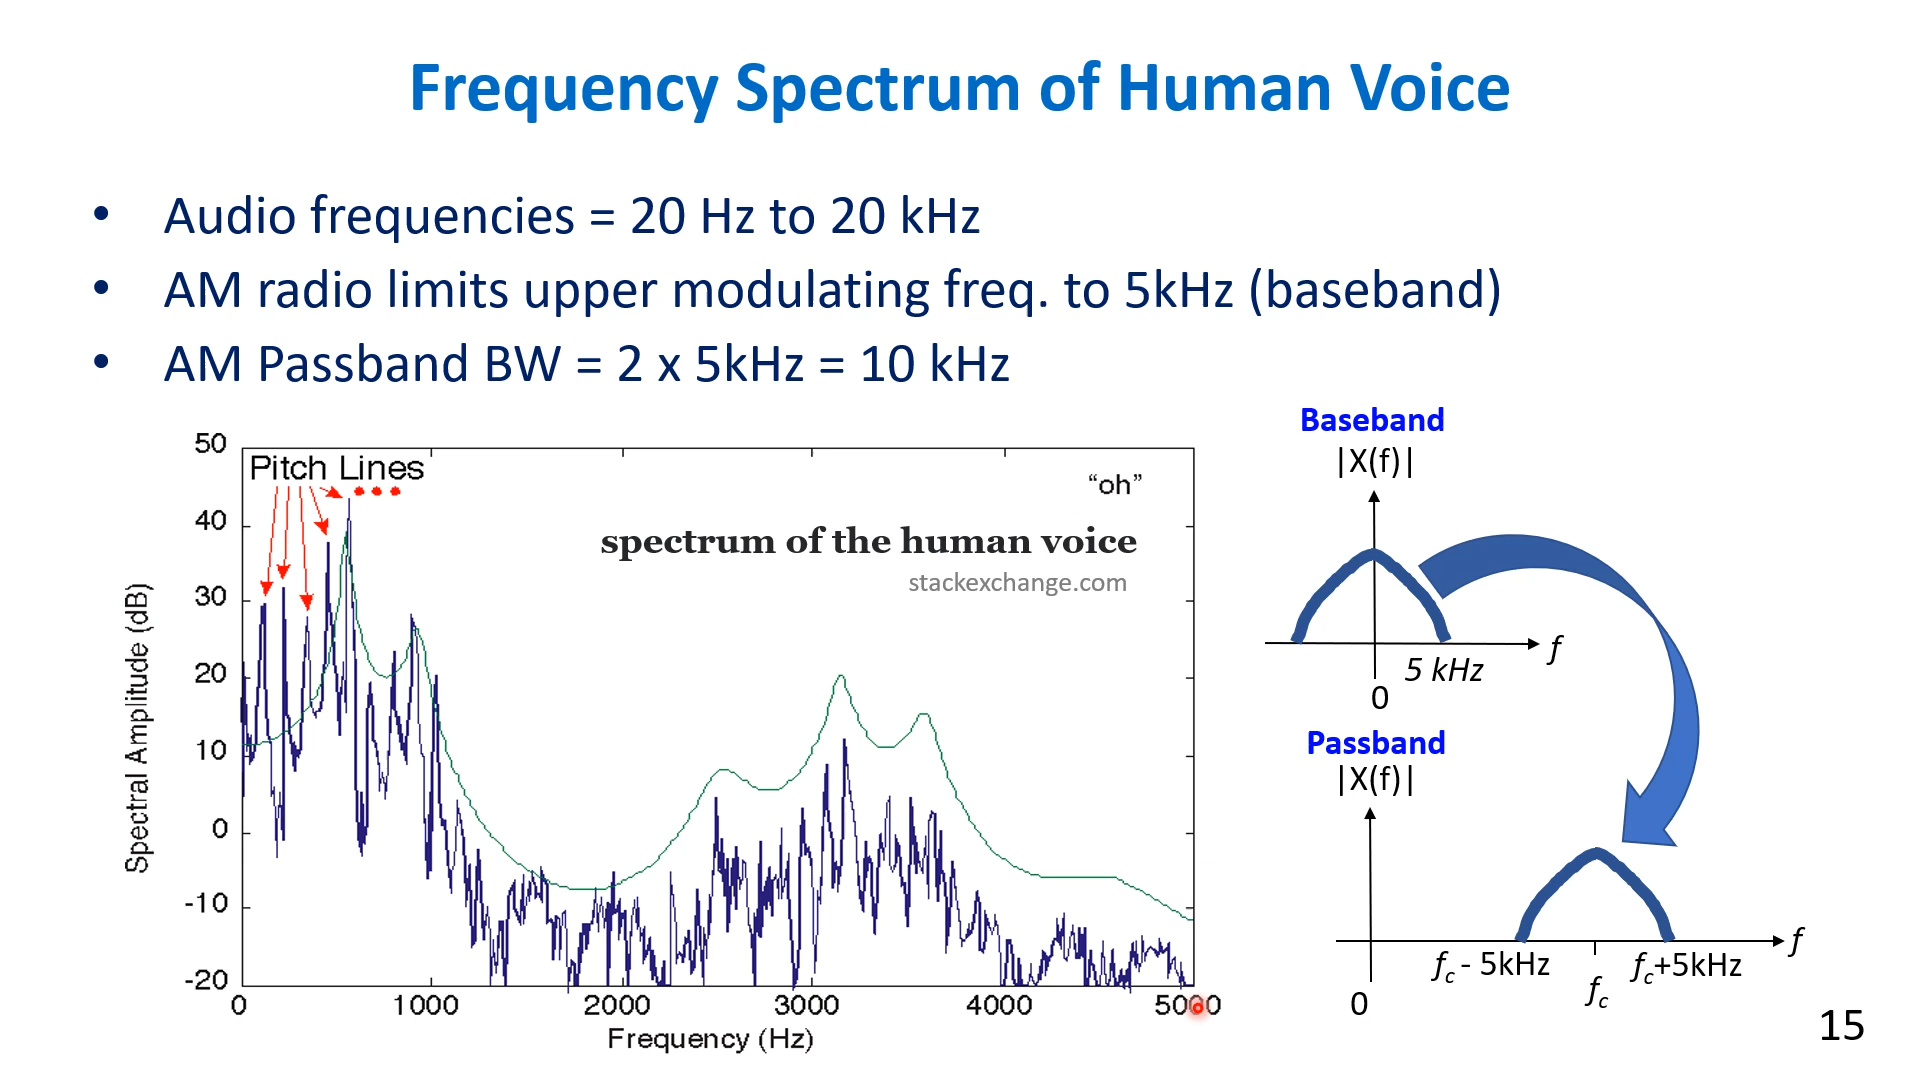 Frequency Spectrum of Human Voice
• Audio frequencies = 20 Hz to 20 kHz
• AM radio limits upper modulating freq. to 5kHz (baseband)
• AM Passband BW = 2 x 5kHz = 10 kHz
50
40
30
20
10
0
-10
-20
Spectral Amplitude (dB)
Pitch Lines
“oh”
spectrum of the human voice
stackexchange.com
0 1000 2000 3000 4000 5000
Frequency (Hz)
Baseband
|X(f)|
f
5 kHz
0
Passband
|X(f)|
f
fc - 5kHz fc+5kHz
fc
0
15